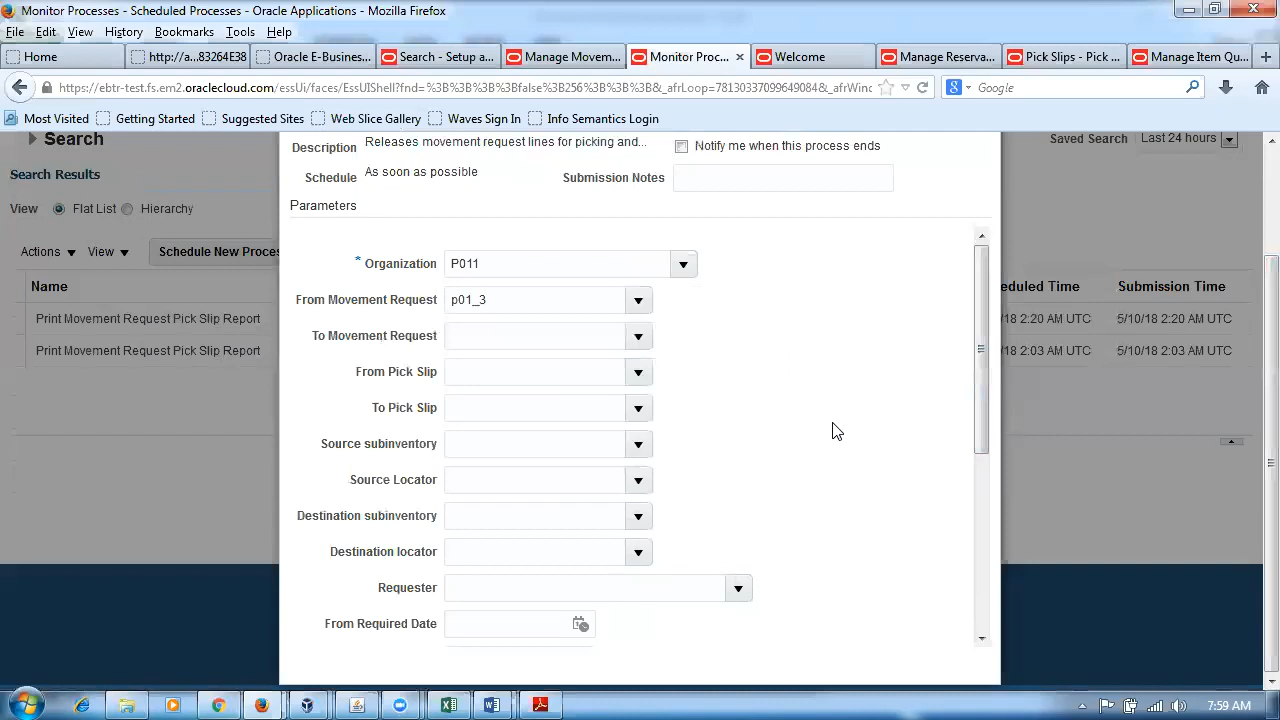 Monitor Processes - Scheduled Processes - Oracle Applications - Mozilla Firefox
File Edit View History Bookmarks Tools Help
Home http://a...83264E38 Oracle E-Busines... Search - Setup a... Manage Movem... Monitor Proc... Welcome Manage Reserva... Pick Slips - Pick ... Manage Item Qu...
https://ebtr-test.fs.em2.oraclecloud.com/essUi/faces/EssUIShell?fnd=%3B%3B%3B%3Bfalse%3B256%3B%3B%3B&_afrLoop=7813033709964908​4&_afrWinc Google
Most Visited Getting Started Suggested Sites Web Slice Gallery Waves Sign In Info Semantics Login
Search
Saved Search Last 24 hours
Search Results
View Flat List Hierarchy
Actions View Schedule New Proce
Name
eduled Time Submission Time
Print Movement Request Pick Slip Report
/18 2:20 AM UTC 5/10/18 2:20 AM UTC
Print Movement Request Pick Slip Report
/18 2:03 AM UTC 5/10/18 2:03 AM UTC
Description Releases movement request lines for picking and...
Notify me when this process ends
Schedule As soon as possible
Submission Notes
Parameters
* Organization P011
From Movement Request p01_3
To Movement Request
From Pick Slip
To Pick Slip
Source subinventory
Source Locator
Destination subinventory
Destination locator
Requester
From Required Date
7:59 AM